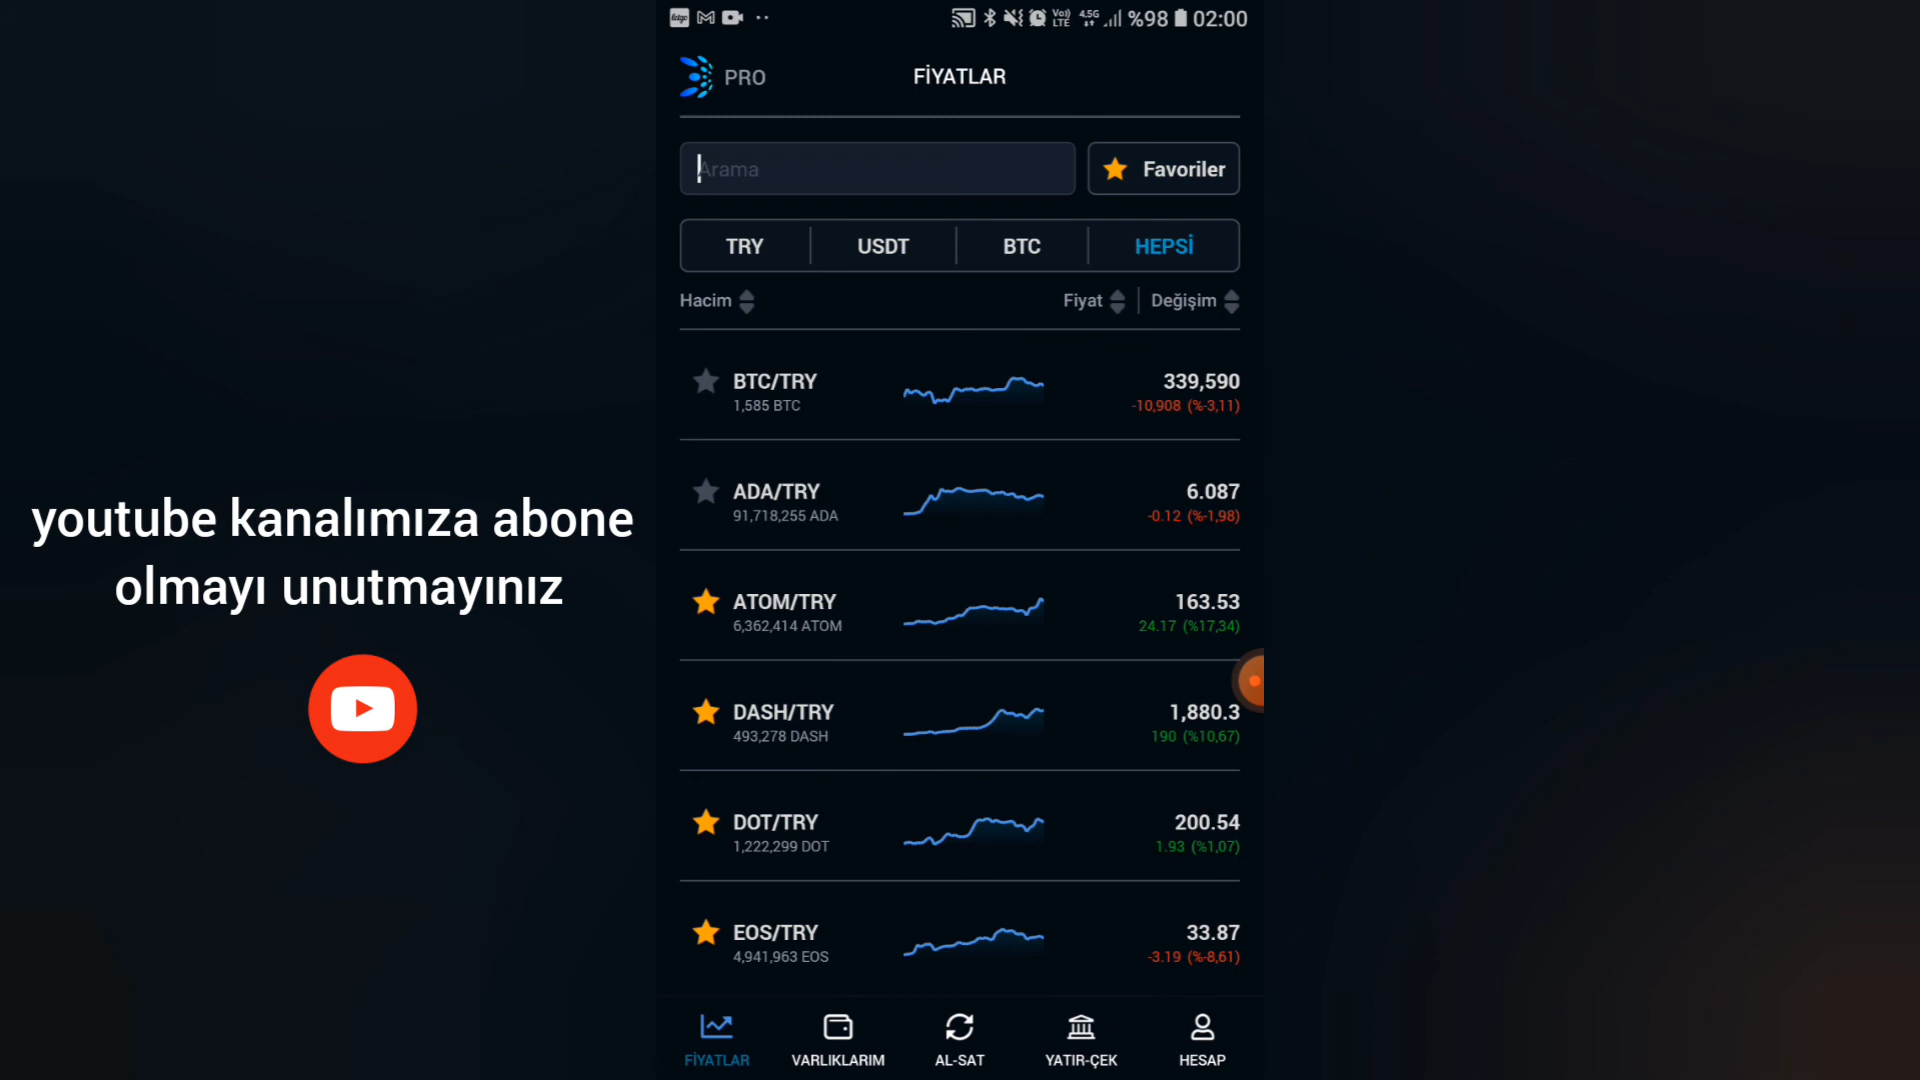 letgo
Vo))
LTE
4.5G
%98
02:00
PRO
FİYATLAR
Arama
Favoriler
TRY
USDT
BTC
HEPSİ
Hacim
Fiyat
Değişim
BTC/TRY
339,590
1,585 BTC
-10,908 (%-3,11)
ADA/TRY
6.087
91,718,255 ADA
-0.12 (%-1,98)
youtube kanalımıza abone
olmayı unutmayınız
ATOM/TRY
163.53
6,362,414 ATOM
24.17 (%17,34)
DASH/TRY
1,880.3
493,278 DASH
190 (%10,67)
DOT/TRY
200.54
1,222,299 DOT
1.93 (%1,07)
EOS/TRY
33.87
4,941,963 EOS
-3.19 (%-8,61)
FİYATLAR
VARLIKLARIM
AL-SAT
YATIR-ÇEK
HESAP